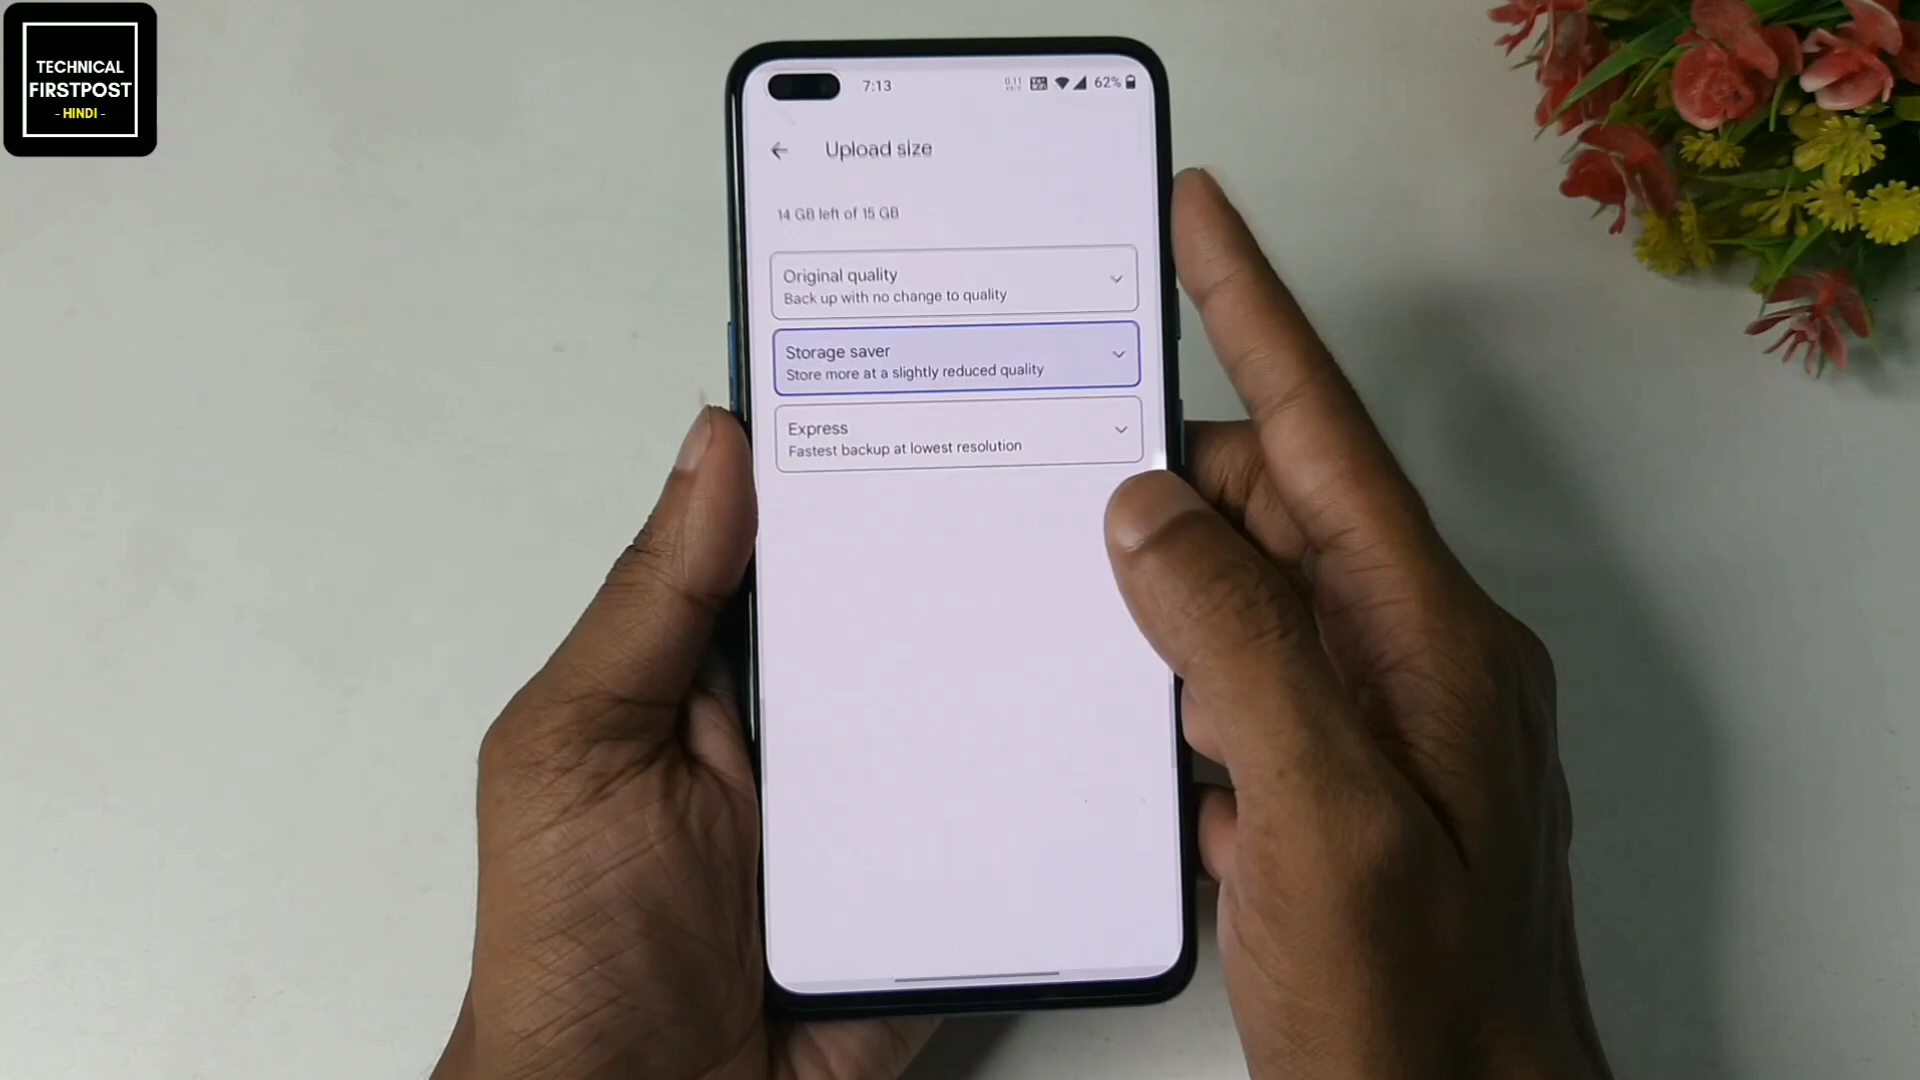 TECHNICAL
FIRSTPOST
- HINDI -
7:13
62%
Upload size
14 GB left of 15 GB
Original quality
Back up with no change to quality
Storage saver
Store more at a slightly reduced quality
Express
Fastest backup at lowest resolution